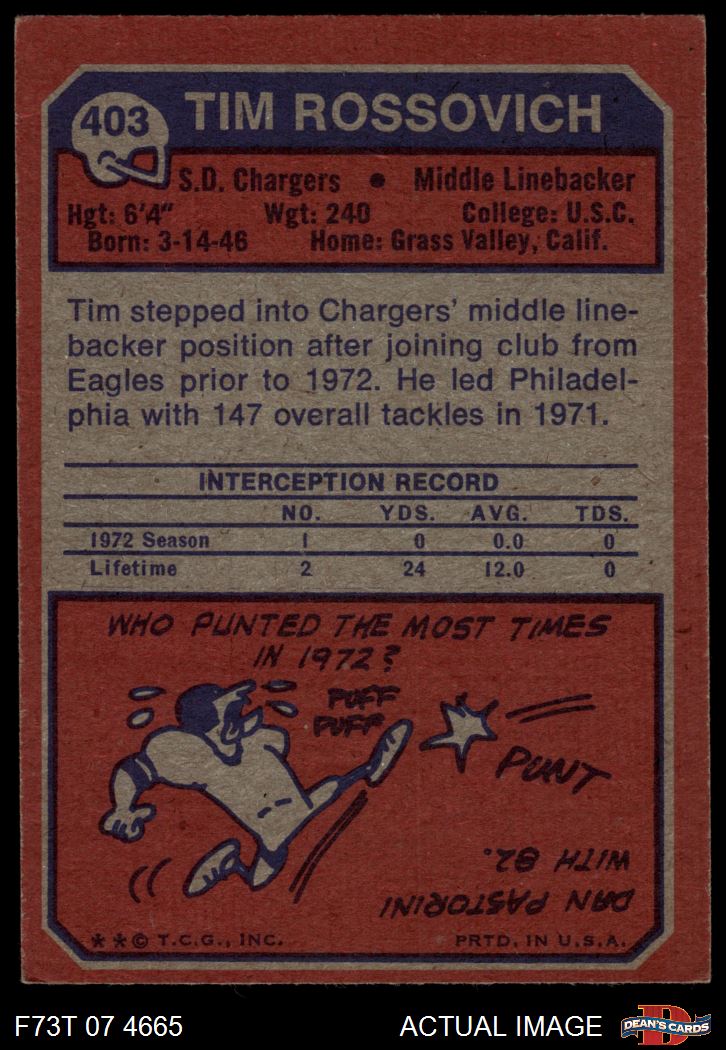 403 TIM ROSSOVICH
S.D. Chargers • Middle Linebacker
Hgt: 6'4" Wgt: 240 College: U.S.C.
Born: 3-14-46 Home: Grass Valley, Calif.
Tim stepped into Chargers' middle line-
backer position after joining club from
Eagles prior to 1972. He led Philadel-
phia with 147 overall tackles in 1971.
INTERCEPTION RECORD
NO. YDS. AVG. TDS.
1972 Season 1 0 0.0 0
Lifetime 2 24 12.0 0
WHO PUNTED THE MOST TIMES
IN 1972?
PUFF
PUFF
PUNT
DAN PASTORINI
WITH 82.
**© T.C.G., INC. PRTD. IN U.S.A.
F73T 07 4665 ACTUAL IMAGE
D
DEAN'S CARDS